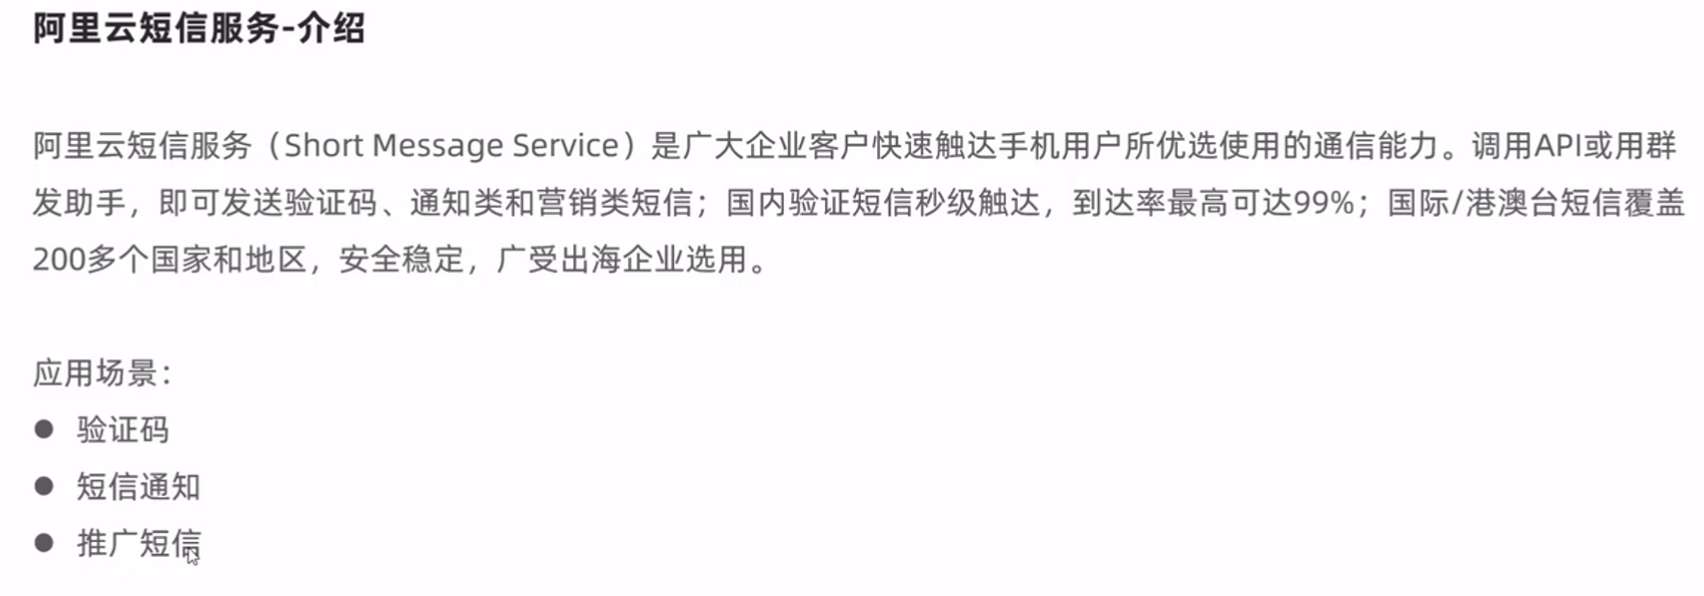 阿里云短信服务-介绍
阿里云短信服务（Short Message Service）是广大企业客户快速触达手机用户所优选使用的通信能力。调用API或用群
发助手，即可发送验证码、通知类和营销类短信；国内验证短信秒级触达，到达率最高可达99%；国际/港澳台短信覆盖
200多个国家和地区，安全稳定，广受出海企业选用。
应用场景：
● 验证码
● 短信通知
● 推广短信